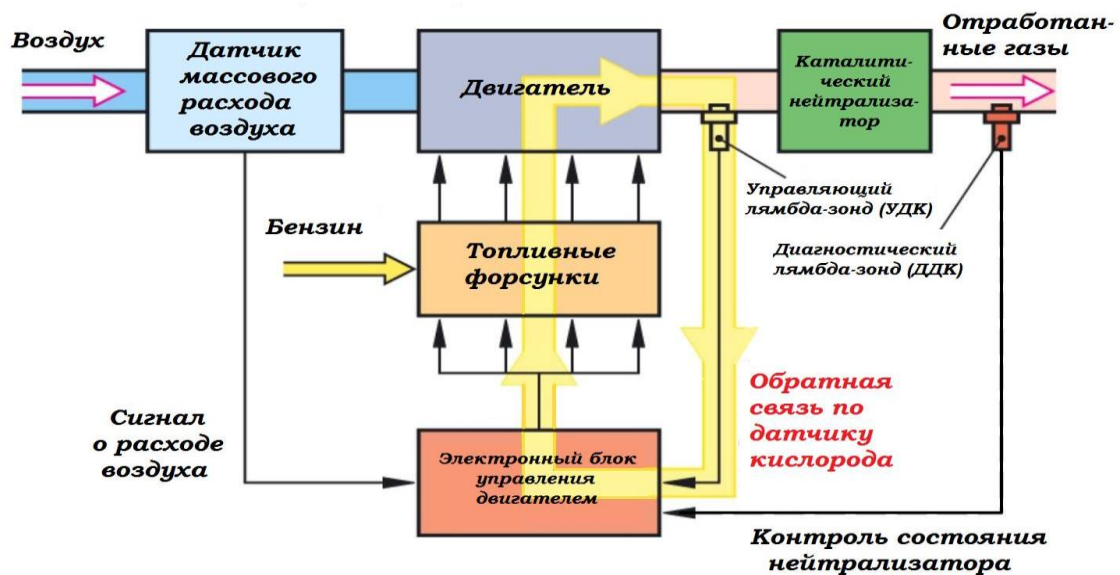 Воздух
Датчик
массового
расхода
воздуха
Двигатель
Каталити-
ческий
нейтрализа-
тор
Отработан-
ные газы
Управляющий
лямбда-зонд (УДК)
Диагностический
лямбда-зонд (ДДК)
Бензин
Топливные
форсунки
Обратная
связь по
датчику
кислорода
Сигнал
о расходе
воздуха
Электронный блок
управления
двигателем
Контроль состояния
нейтрализатора